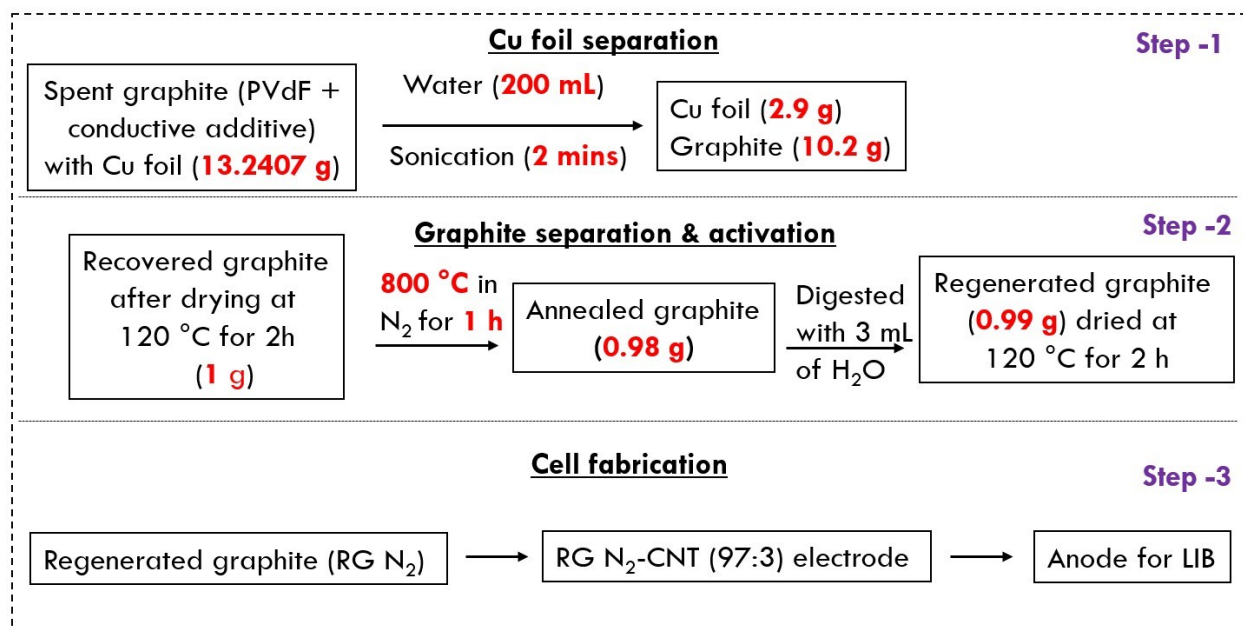 Cu foil separation
Step -1
Spent graphite (PVdF +
conductive additive)
with Cu foil (13.2407 g)
Water (200 mL)
Sonication (2 mins)
Cu foil (2.9 g)
Graphite (10.2 g)
Graphite separation & activation
Step -2
Recovered graphite
after drying at
120 °C for 2h
(1 g)
800 °C in
N₂ for 1 h
Annealed graphite
(0.98 g)
Digested
with 3 mL
of H₂O
Regenerated graphite
(0.99 g) dried at
120 °C for 2 h
Cell fabrication
Step -3
Regenerated graphite (RG N₂)
RG N₂-CNT (97:3) electrode
Anode for LIB